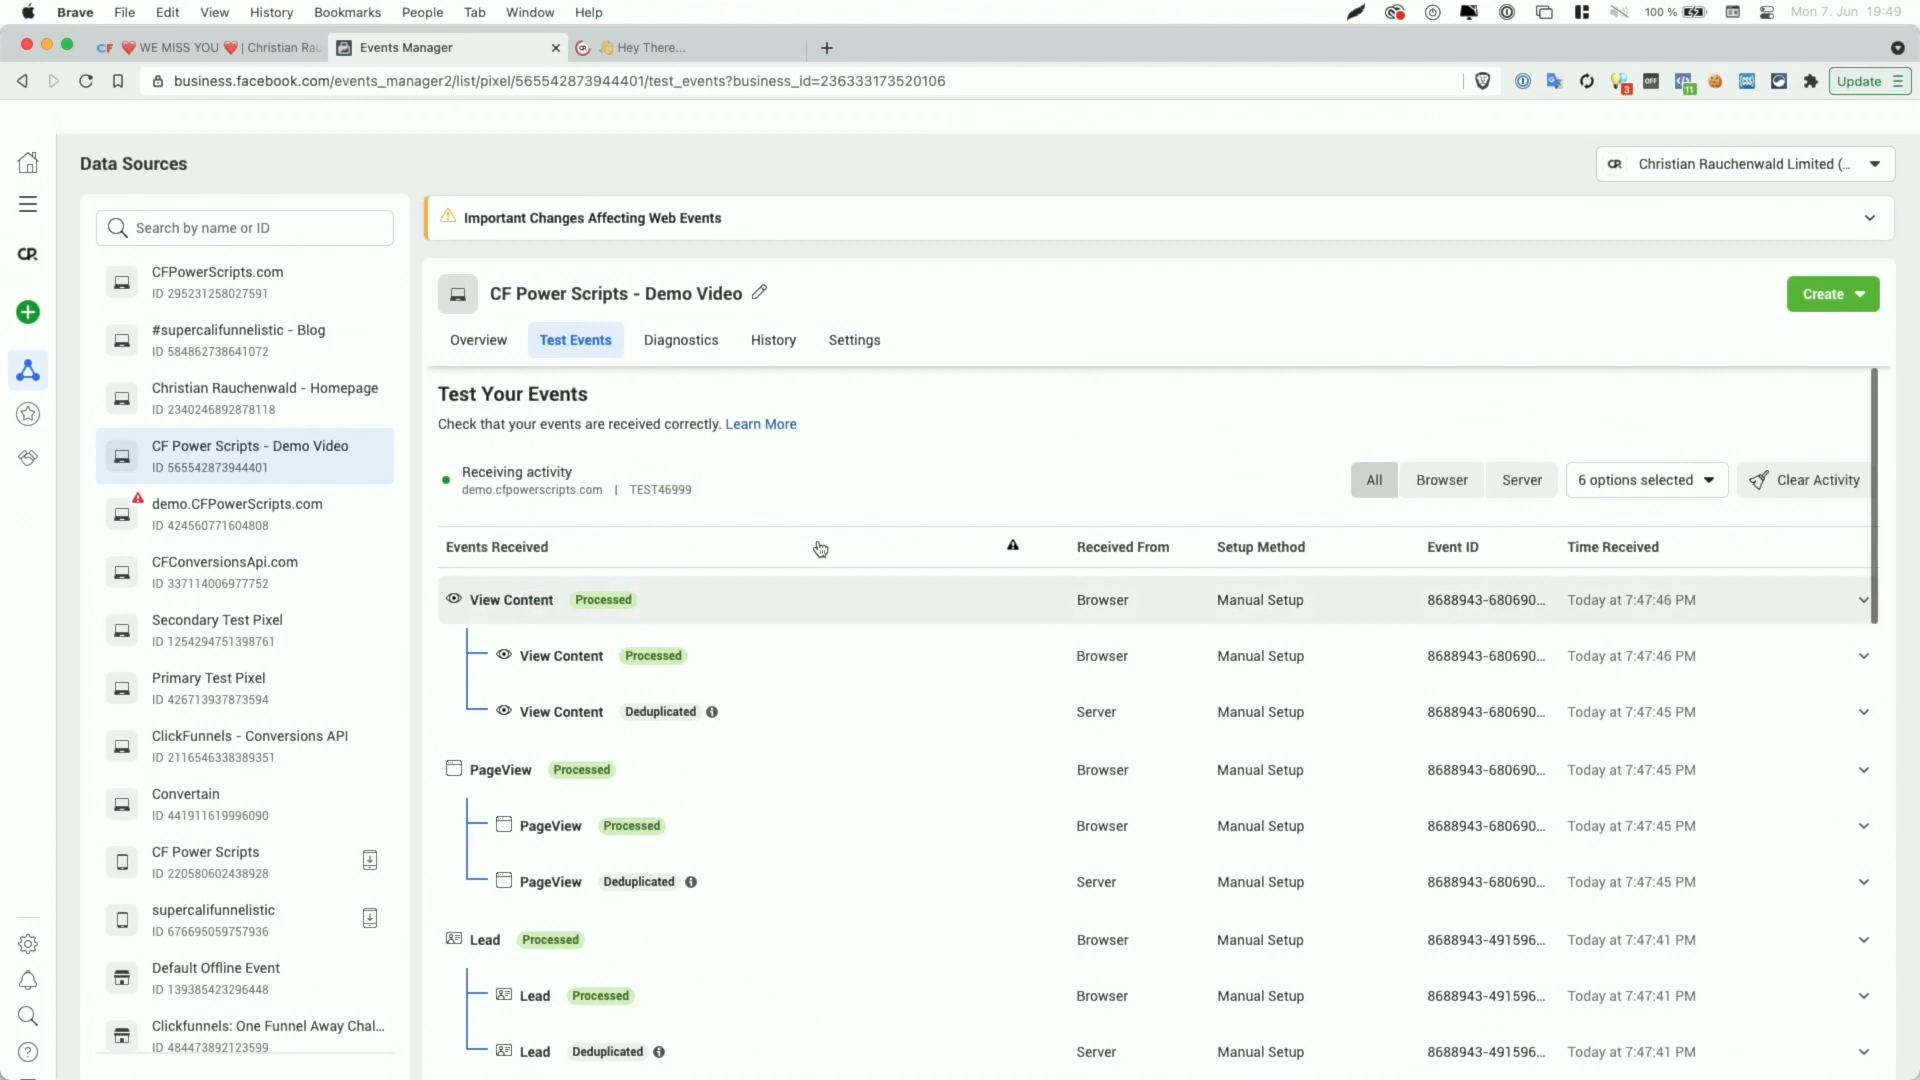 Brave File Edit View History Bookmarks People Tab Window Help 100 % Mon 7. Jun 19:49
CF ❤️ WE MISS YOU ❤️ | Christian Rau
Events Manager
👋 Hey There...
business.facebook.com/events_manager2/list/pixel/565542873944401/test_events?business_id=236333173520106
OFF
3
11
Update
Data Sources
CR Christian Rauchenwald Limited (...
Search by name or ID
Important Changes Affecting Web Events
CR
CFPowerScripts.com
ID 295231258027591
#supercalifunnelistic - Blog
ID 584862738641072
Christian Rauchenwald - Homepage
ID 2340246892878118
CF Power Scripts - Demo Video
ID 565542873944401
demo.CFPowerScripts.com
ID 424560771604808
CFConversionsApi.com
ID 337114006977752
Secondary Test Pixel
ID 1254294751398761
Primary Test Pixel
ID 426713937873594
ClickFunnels - Conversions API
ID 2116546338389351
Convertain
ID 441911619996090
CF Power Scripts
ID 220580602438928
supercalifunnelistic
ID 676695059757936
Default Offline Event
ID 139385423296448
Clickfunnels: One Funnel Away Chal...
ID 484473892123599
CF Power Scripts - Demo Video
Create
Overview Test Events Diagnostics History Settings
Test Your Events
Check that your events are received correctly. Learn More
Receiving activity
demo.cfpowerscripts.com | TEST46999
All Browser Server 6 options selected Clear Activity
Events Received Received From Setup Method Event ID Time Received
View Content Processed Browser Manual Setup 8688943-680690... Today at 7:47:46 PM
View Content Processed Browser Manual Setup 8688943-680690... Today at 7:47:46 PM
View Content Deduplicated Server Manual Setup 8688943-680690... Today at 7:47:45 PM
PageView Processed Browser Manual Setup 8688943-680690... Today at 7:47:45 PM
PageView Processed Browser Manual Setup 8688943-680690... Today at 7:47:45 PM
PageView Deduplicated Server Manual Setup 8688943-680690... Today at 7:47:45 PM
Lead Processed Browser Manual Setup 8688943-491596... Today at 7:47:41 PM
Lead Processed Browser Manual Setup 8688943-491596... Today at 7:47:41 PM
Lead Deduplicated Server Manual Setup 8688943-491596... Today at 7:47:41 PM